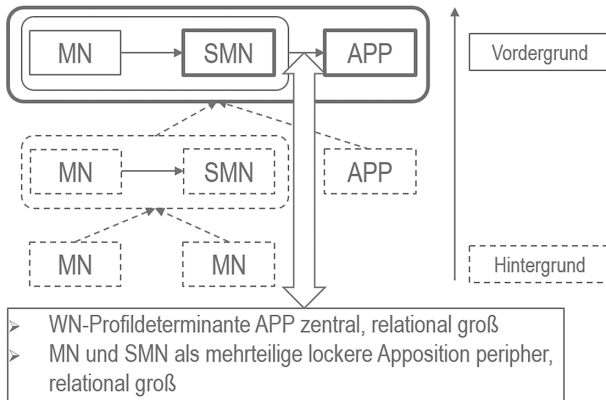 MN SMN APP Vordergrund
MN SMN APP
MN MN Hintergrund
WN-Profildeterminante APP zentral, relational groß
MN und SMN als mehrteilige lockere Apposition peripher,
relational groß